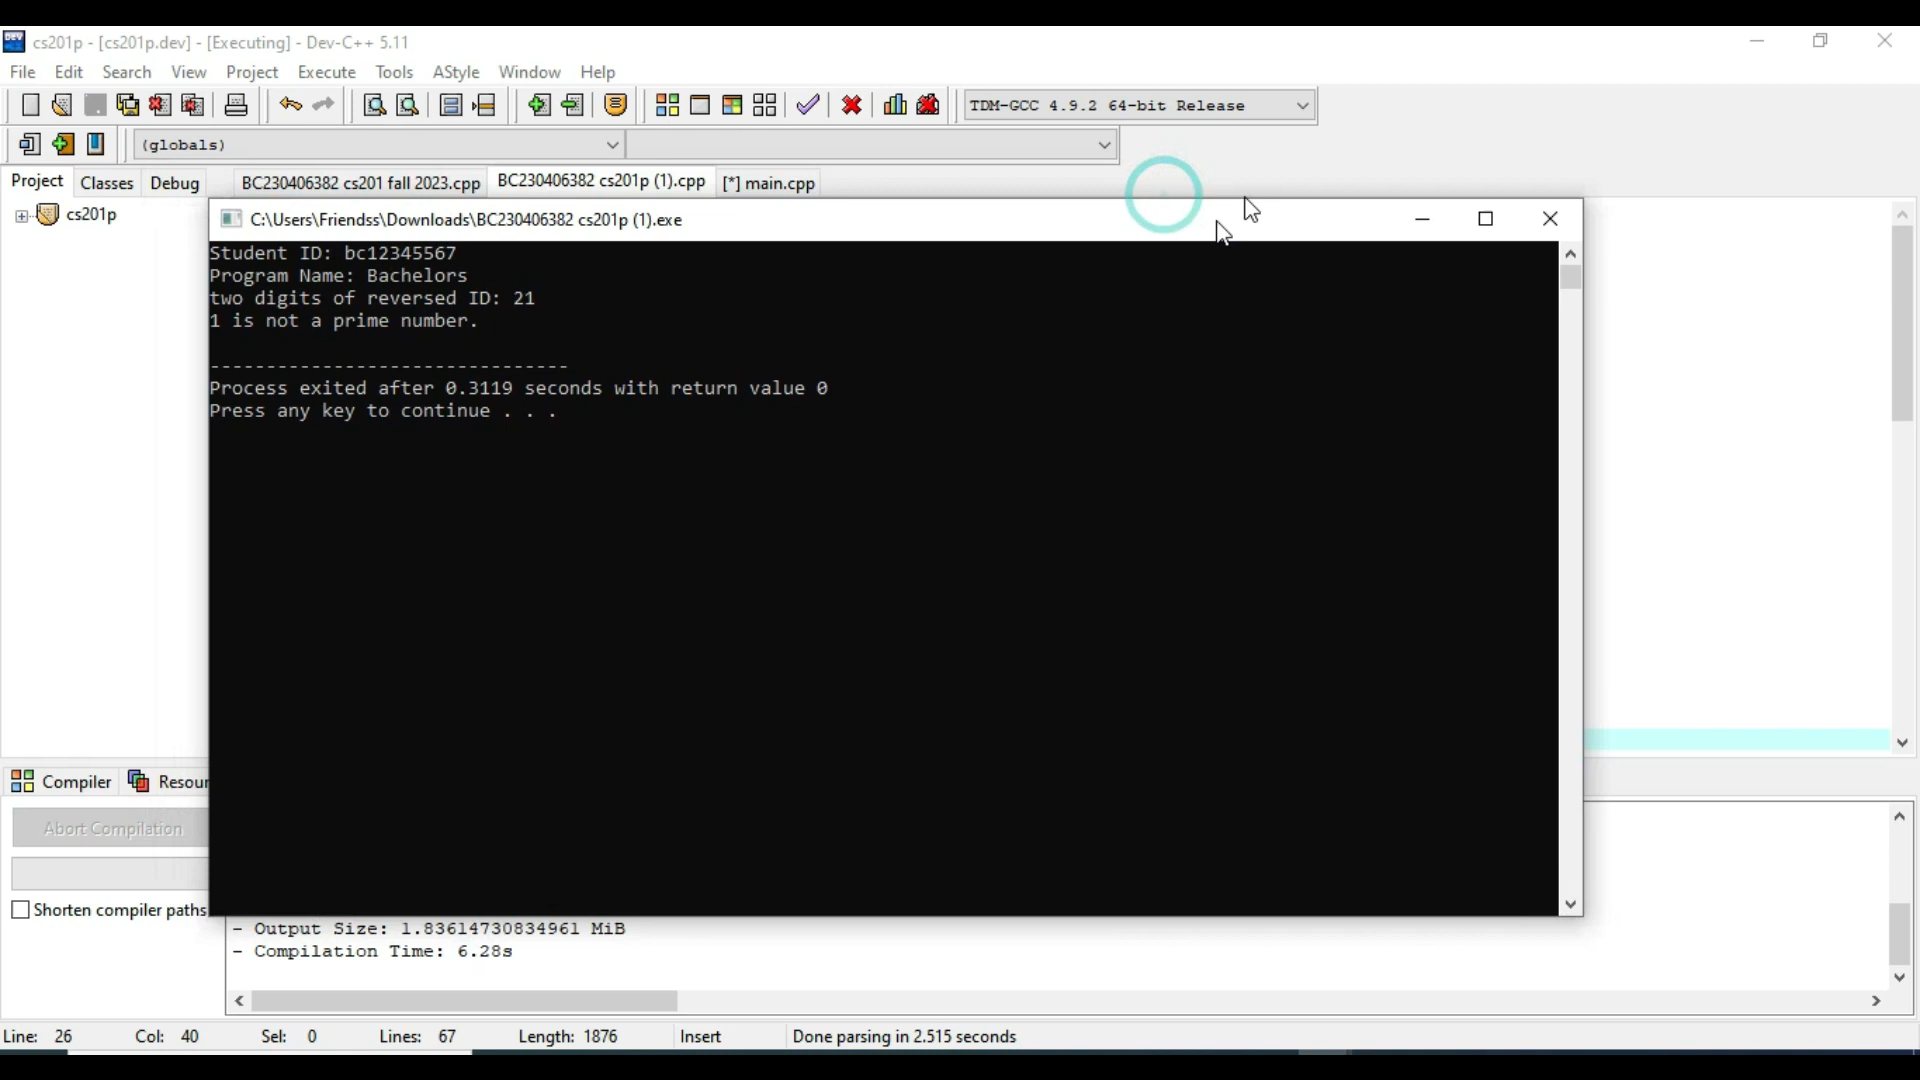 cs201p - [cs201p.dev] - [Executing] - Dev-C++ 5.11
File Edit Search View Project Execute Tools AStyle Window Help
TDM-GCC 4.9.2 64-bit Release
(globals)
Project Classes Debug BC230406382 cs201 fall 2023.cpp BC230406382 cs201p (1).cpp [*] main.cpp
cs201p
C:\Users\Friendss\Downloads\BC230406382 cs201p (1).exe
Student ID: bc12345567
Program Name: Bachelors
two digits of reversed ID: 21
1 is not a prime number.
--------------------------------
Process exited after 0.3119 seconds with return value 0
Press any key to continue . . .
Compiler Resour
Abort Compilation
Shorten compiler paths
- Output Size: 1.83614730834961 MiB
- Compilation Time: 6.28s
Line: 26 Col: 40 Sel: 0 Lines: 67 Length: 1876 Insert Done parsing in 2.515 seconds